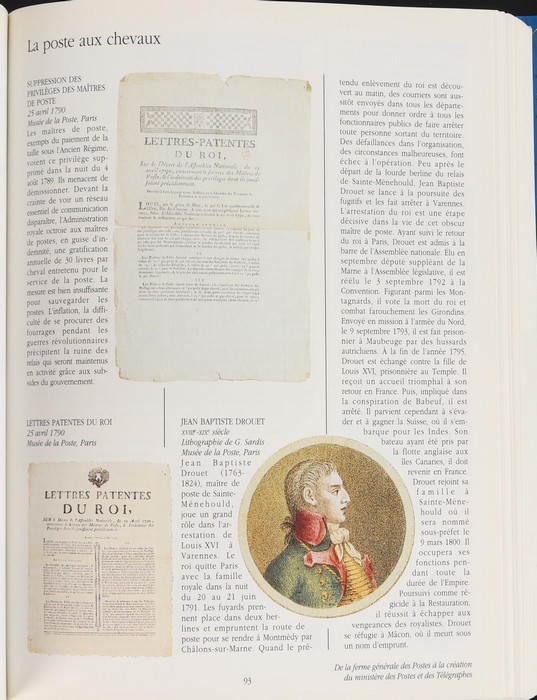 La poste aux chevaux
SUPPRESSION DES
PRIVILÈGES DES MAÎTRES
DE POSTE
25 avril 1790
Musée de la Poste, Paris
Les maîtres de poste,
exempts du paiement de la
taille sous l'Ancien Régime,
voient ce privilège sup-
primé dans la nuit du 4
août 1789. Ils menacent de
démissionner. Devant la
crainte de voir un réseau
essentiel de communication
disparaître, l'Administration
royale octroie aux maîtres
de postes, en guise d'in-
demnité, une gratification
annuelle de 30 livres par
cheval entretenu pour le
service de la poste. La
mesure est bien insuffisante
pour sauvegarder les
postes. L'inflation, la diffi-
culté de se procurer des
fourrages pendant les
guerres révolutionnaires
précipitent la ruine des
relais qui seront maintenus
en activité grâce aux sub-
sides du gouvernement.
LETTRES-PATENTES
DU ROI,
LETTRES PATENTES DU ROI
25 avril 1790
Musée de la Poste, Paris
LETTRES PATENTES
DU ROI,
JEAN BAPTISTE DROUET
XVIIIe-XIXe siècle
Lithographie de G. Sardis
Musée de la Poste, Paris
Jean Baptiste
Drouet (1763-
1824), maître de
poste de Sainte-
Ménehould,
joue un grand
rôle dans l'ar-
restation de
Louis XVI à
Varennes. Le
roi quitte Paris
avec la famille
royale dans la nuit
du 20 au 21 juin
1791. Les fuyards pren-
nent place dans deux ber-
lines et empruntent la route de
poste pour se rendre à Montmédy par
Châlons-sur-Marne. Quand le pré-
tendu enlèvement du roi est décou-
vert au matin, des courriers sont aus-
sitôt envoyés dans tous les départe-
ments pour donner ordre à tous les
fonctionnaires publics de faire arrêter
toute personne sortant du territoire.
Des défaillances dans l'organisation,
des circonstances malheureuses, font
échec à l'opération. Peu après le
départ de la lourde berline du relais
de Sainte-Ménehould, Jean Baptiste
Drouet se lance à la poursuite des
fugitifs et les fait arrêter à Varennes.
L'arrestation du roi est une étape
décisive dans la vie de cet obscur
maître de poste. Ayant suivi le retour
du roi à Paris, Drouet est admis à la
barre de l'Assemblée nationale. Élu en
septembre député suppléant de la
Marne à l'Assemblée législative, il est
réélu le 3 septembre 1792 à la
Convention. Figurant parmi les Mon-
tagnards, il vote la mort du roi et
combat farouchement les Girondins.
Envoyé en mission à l'armée du Nord,
le 9 septembre 1793, il est fait prison-
nier à Maubeuge par des hussards
autrichiens. À la fin de l'année 1795,
Drouet est échangé contre la fille de
Louis XVI, prisonnière au Temple. Il
reçoit un accueil triomphal à son
retour en France. Puis, impliqué dans
la conspiration de Babeuf, il est
arrêté. Il parvient cependant à s'éva-
der et à gagner la Suisse, où il s'em-
barque pour les Indes. Son
bateau ayant été pris par
la flotte anglaise aux
îles Canaries, il doit
revenir en France.
Drouet rejoint sa
famille à
Sainte-Méne-
hould où il
sera nommé
sous-préfet le
9 mars 1800. Il
occupera ses
fonctions pen-
dant toute la
durée de l'Empire.
Poursuivi comme ré-
gicide à la Restauration,
il réussit à échapper aux
vengeances des royalistes. Drouet
se réfugie à Mâcon, où il meurt sous
un nom d'emprunt.
De la ferme générale des Postes à la création
du ministère des Postes et des Télégraphes
93